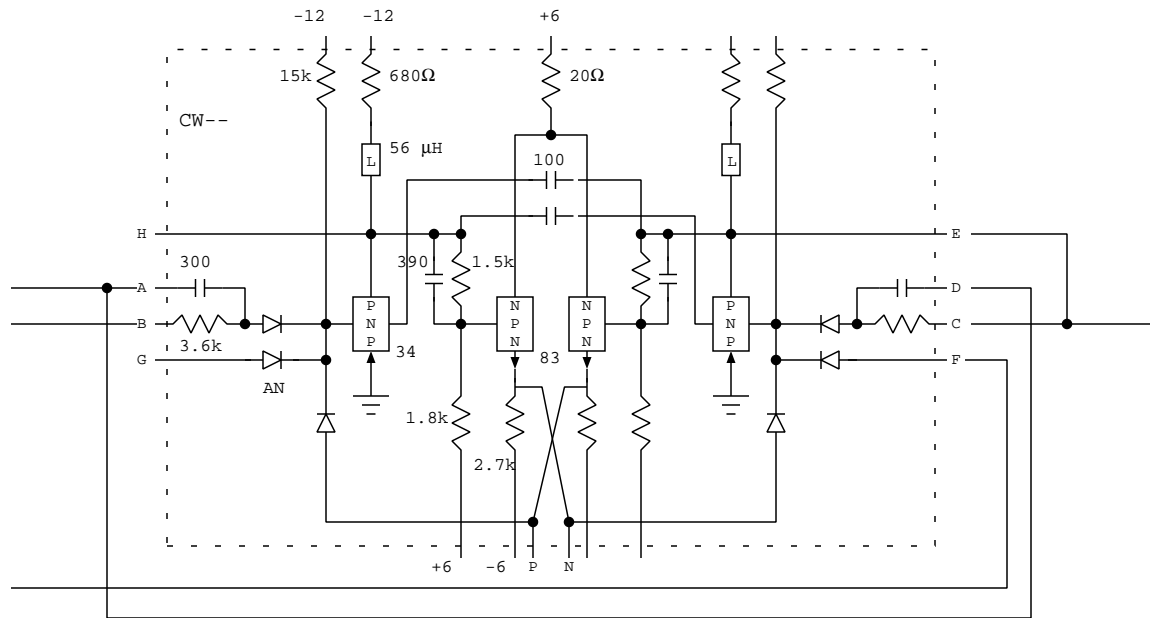 -12 -12 +6
15k 680Ω 20Ω
CW--
L 56 μH L
100
H E
300 390 1.5k
A D
P N P N P N N P N P N P
B C
3.6k 34 83
G F
AN
1.8k
2.7k
+6 -6 P N